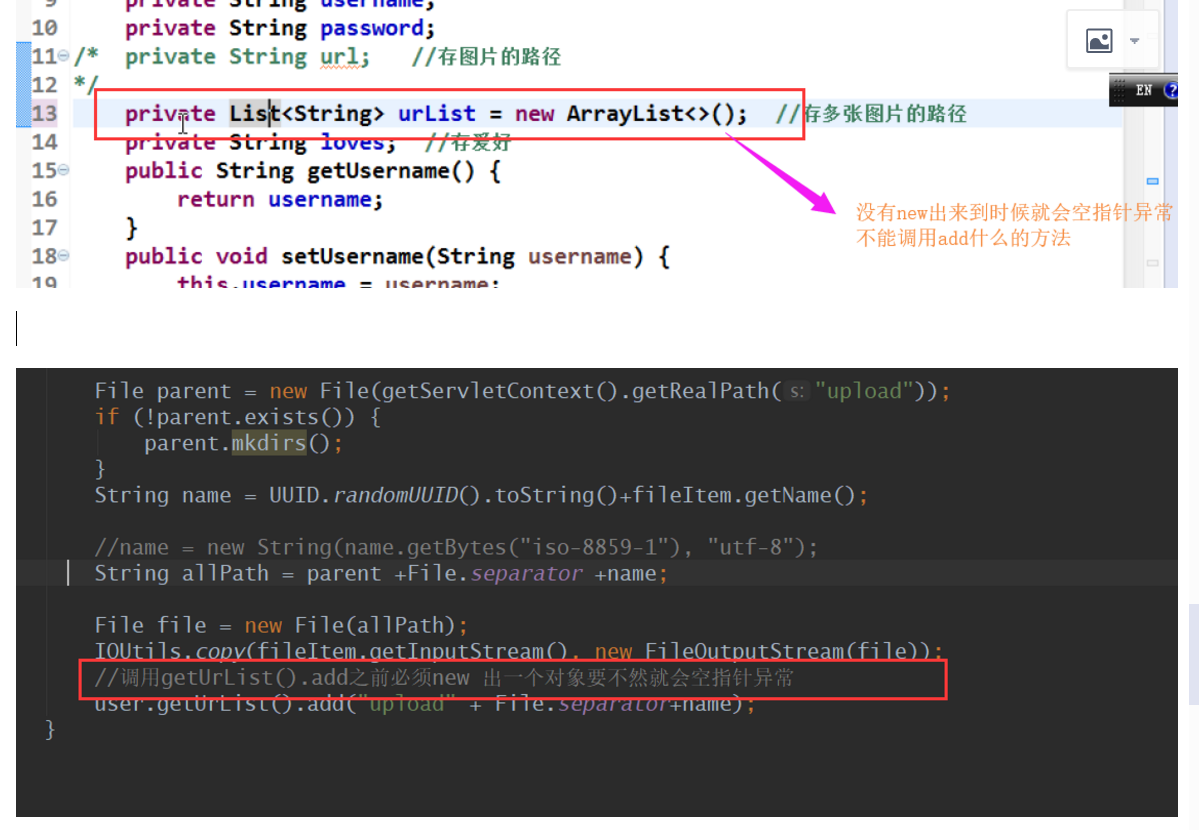 9 private String username;
10 private String password;
11 /* private String url; //存图片的路径
12 */
13 private List<String> urList = new ArrayList<>(); //存多张图片的路径
14 private String loves; //存爱好
15 public String getUsername() {
16 return username;
17 }
18 public void setUsername(String username) {
19 this.username = username;
EN
没有new出来到时候就会空指针异常
不能调用add什么的方法
File parent = new File(getServletContext().getRealPath( s: "upload"));
if (!parent.exists()) {
parent.mkdirs();
}
String name = UUID.randomUUID().toString()+fileItem.getName();
//name = new String(name.getBytes("iso-8859-1"), "utf-8");
String allPath = parent +File.separator +name;
File file = new File(allPath);
IOUtils.copy(fileItem.getInputStream(), new FileOutputStream(file));
//调用getUrList().add之前必须new 出一个对象要不然就会空指针异常
user.getUrList().add("upload" + File.separator+name);
}